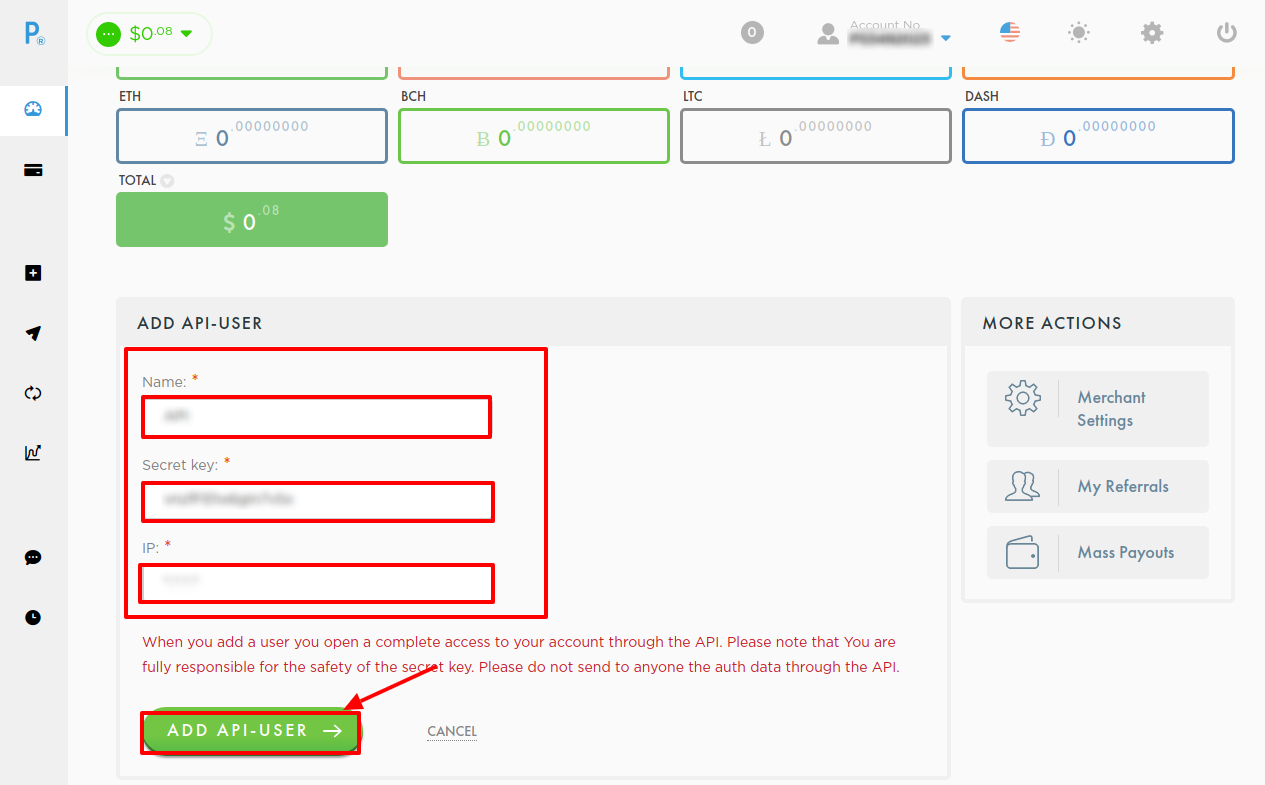 P®
$0.08
0
Account No.
ETH
BCH
LTC
DASH
Ξ 0.00000000
Ƀ 0.00000000
Ł 0.00000000
Đ 0.00000000
TOTAL
$ 0.08
ADD API-USER
MORE ACTIONS
Name: *
Secret key: *
IP: *
Merchant
Settings
My Referrals
Mass Payouts
When you add a user you open a complete access to your account through the API. Please note that You are
fully responsible for the safety of the secret key. Please do not send to anyone the auth data through the API.
ADD API-USER →
CANCEL